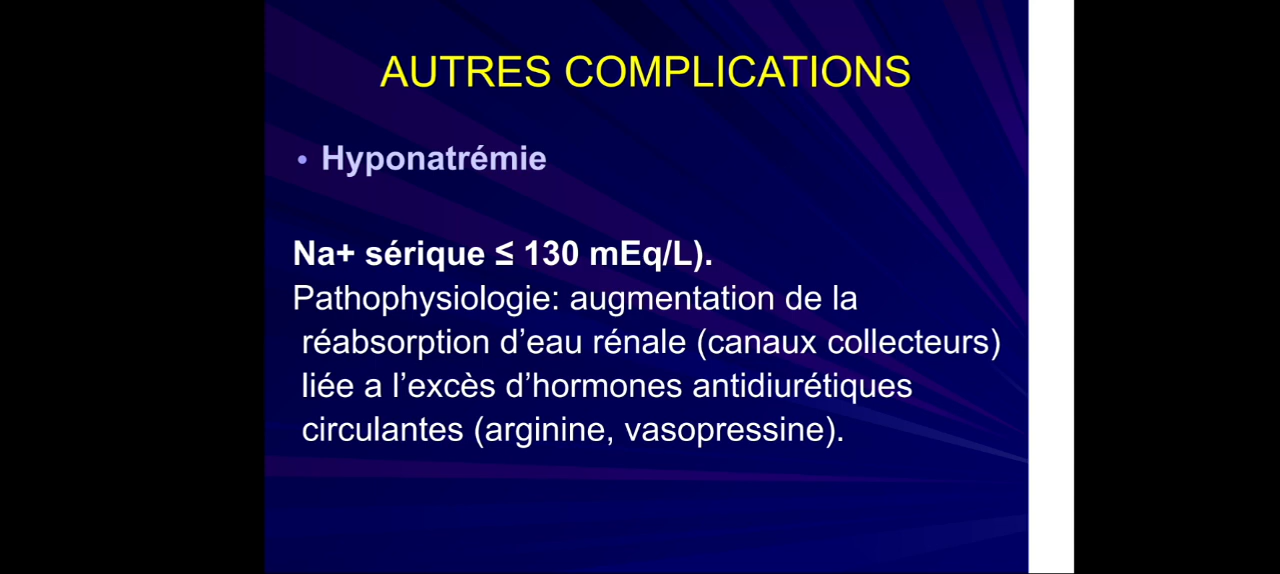 AUTRES COMPLICATIONS
• Hyponatrémie
Na+ sérique ≤ 130 mEq/L).
Pathophysiologie: augmentation de la
réabsorption d’eau rénale (canaux collecteurs)
liée a l’excès d’hormones antidiurétiques
circulantes (arginine, vasopressine).